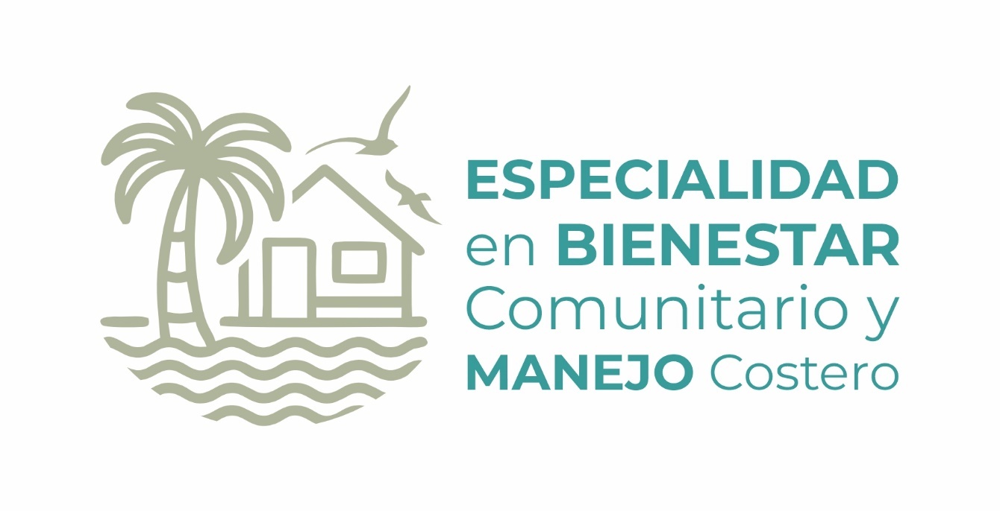 ESPECIALIDAD
en BIENESTAR
Comunitario y
MANEJO Costero